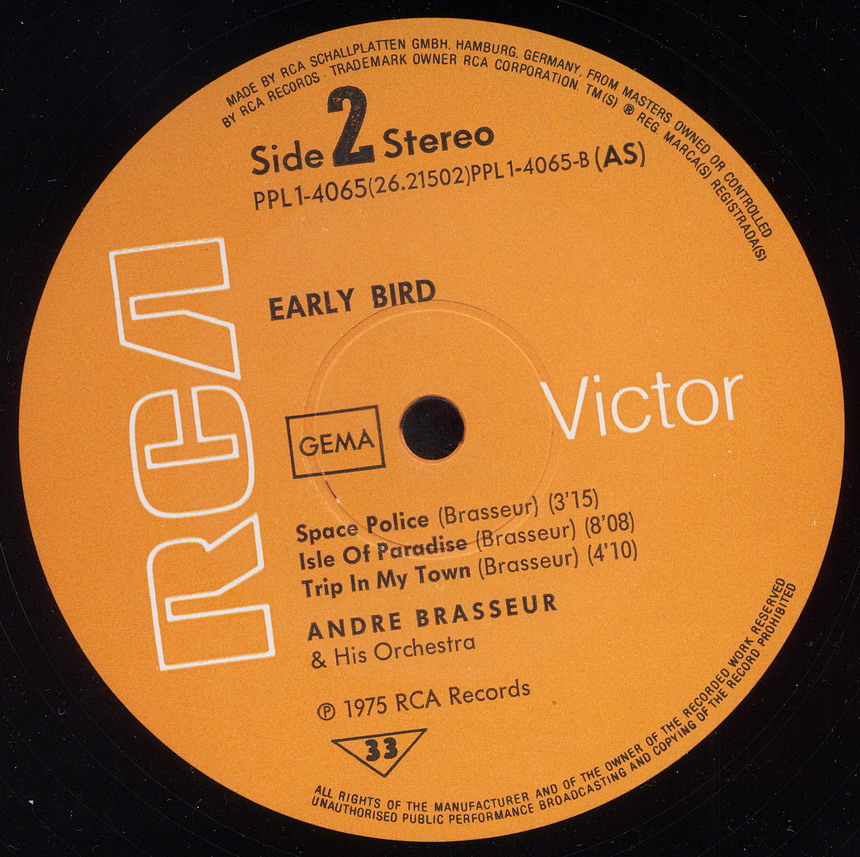 MADE BY RCA SCHALLPLATTEN GMBH. HAMBURG, GERMANY, FROM MASTERS OWNED OR CONTROLLED
BY RCA RECORDS · TRADEMARK OWNER RCA CORPORATION. TM(S) ® REG. MARCA(S) REGISTRADA(S)
Side 2 Stereo
PPL1-4065(26.21502)PPL1-4065-B(AS)
EARLY BIRD
RCA
Victor
GEMA
Space Police (Brasseur) (3'15)
Isle Of Paradise (Brasseur) (8'08)
Trip In My Town (Brasseur) (4'10)
ANDRE BRASSEUR
& His Orchestra
℗ 1975 RCA Records
33
ALL RIGHTS OF THE MANUFACTURER AND OF THE OWNER OF THE RECORDED WORK RESERVED
UNAUTHORISED PUBLIC PERFORMANCE BROADCASTING AND COPYING OF THE RECORD PROHIBITED